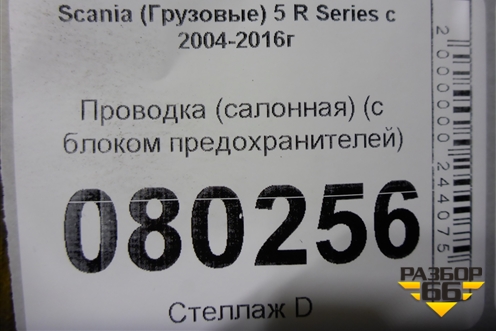 Scania (Грузовые) 5 R Series с
2004-2016г
Проводка (салонная) (с
блоком предохранителей)
080256
Стеллаж D
2000000244075
РАЗБОР
66